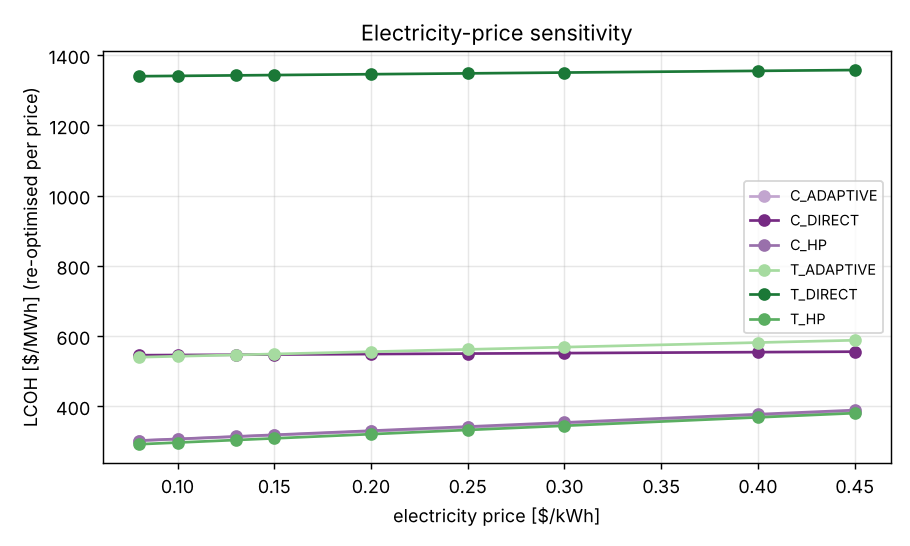 Electricity-price sensitivity
LCOH [$/MWh] (re-optimised per price)
1400
1200
1000
800
600
400
C_ADAPTIVE
C_DIRECT
C_HP
T_ADAPTIVE
T_DIRECT
T_HP
0.10 0.15 0.20 0.25 0.30 0.35 0.40 0.45
electricity price [$/kWh]